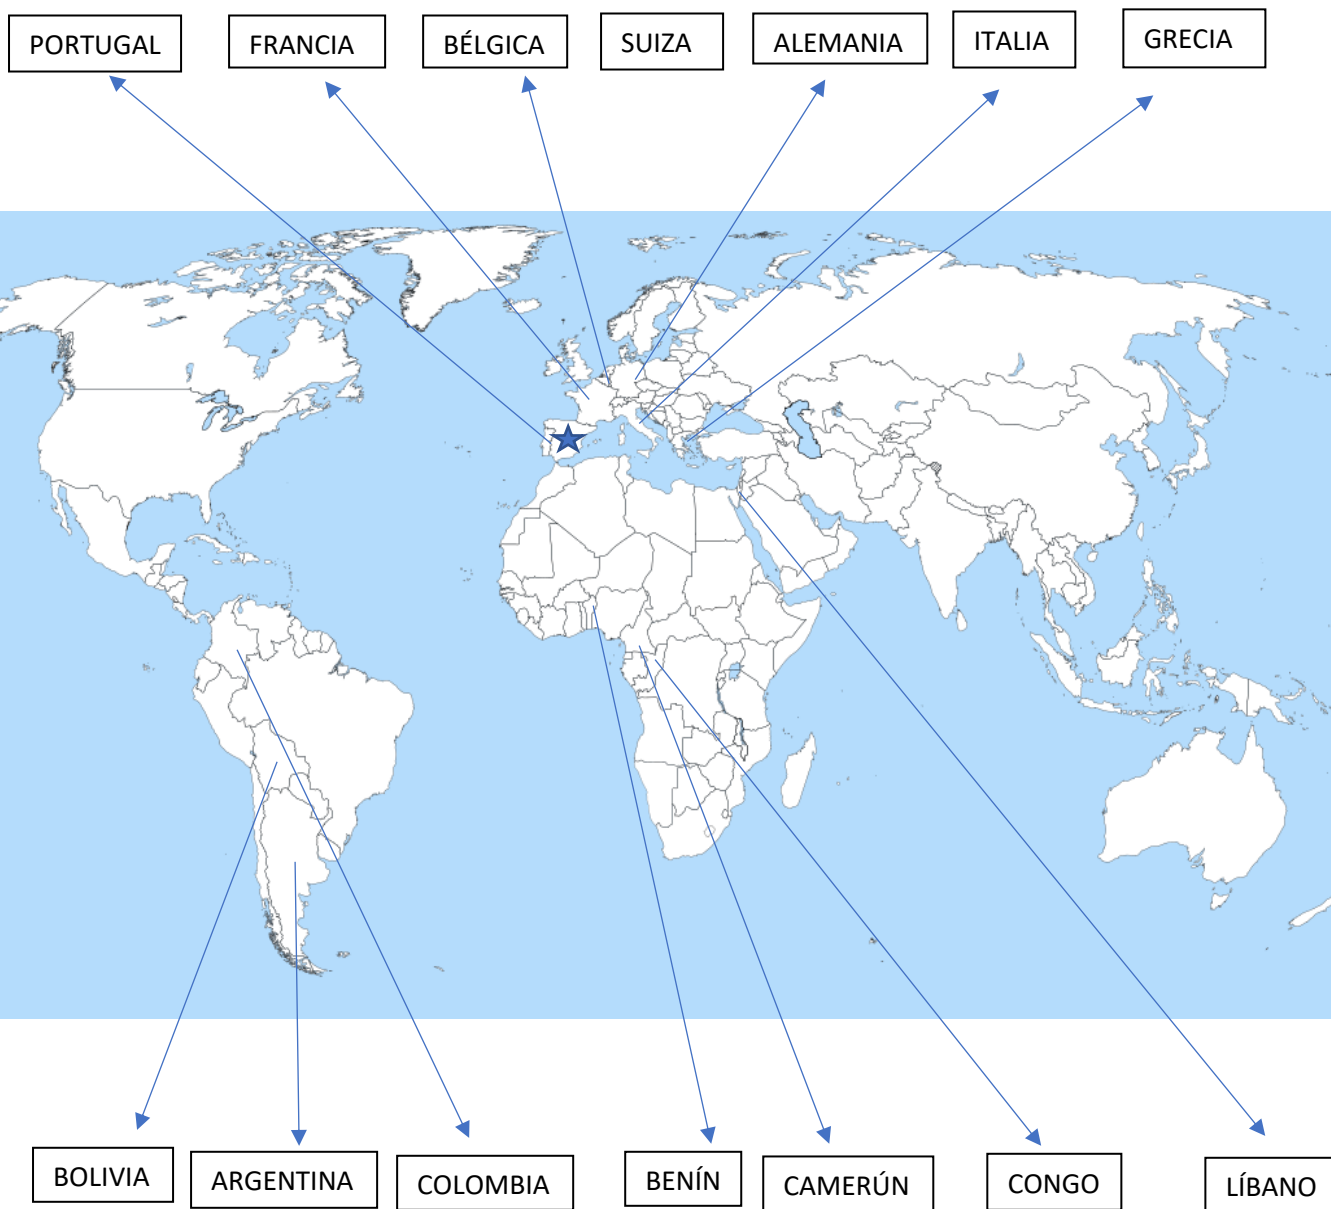 PORTUGAL
FRANCIA
BÉLGICA
SUIZA
ALEMANIA
ITALIA
GRECIA
BOLIVIA
ARGENTINA
COLOMBIA
BENÍN
CAMERÚN
CONGO
LÍBANO